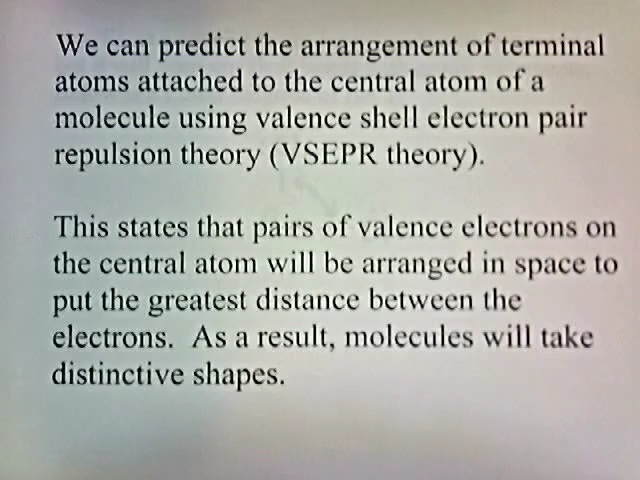 We can predict the arrangement of terminal
atoms attached to the central atom of a
molecule using valence shell electron pair
repulsion theory (VSEPR theory).
This states that pairs of valence electrons on
the central atom will be arranged in space to
put the greatest distance between the
electrons. As a result, molecules will take
distinctive shapes.